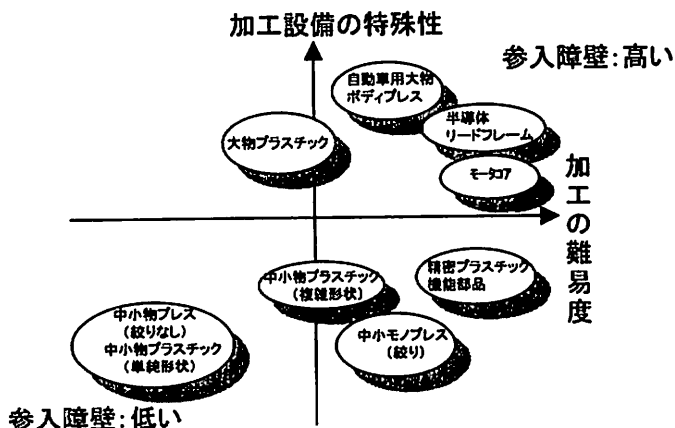 加工設備の特殊性
参入障壁:高い
自動車用大物
ボディプレス
半導体
リードフレーム
大物プラスチック
モータコア
加工の難易度
精密プラスチック
機能部品
中小物プラスチック
(複雑形状)
中小物プレス
(絞りなし)
中小物プラスチック
(単純形状)
中小モノプレス
(絞り)
参入障壁:低い